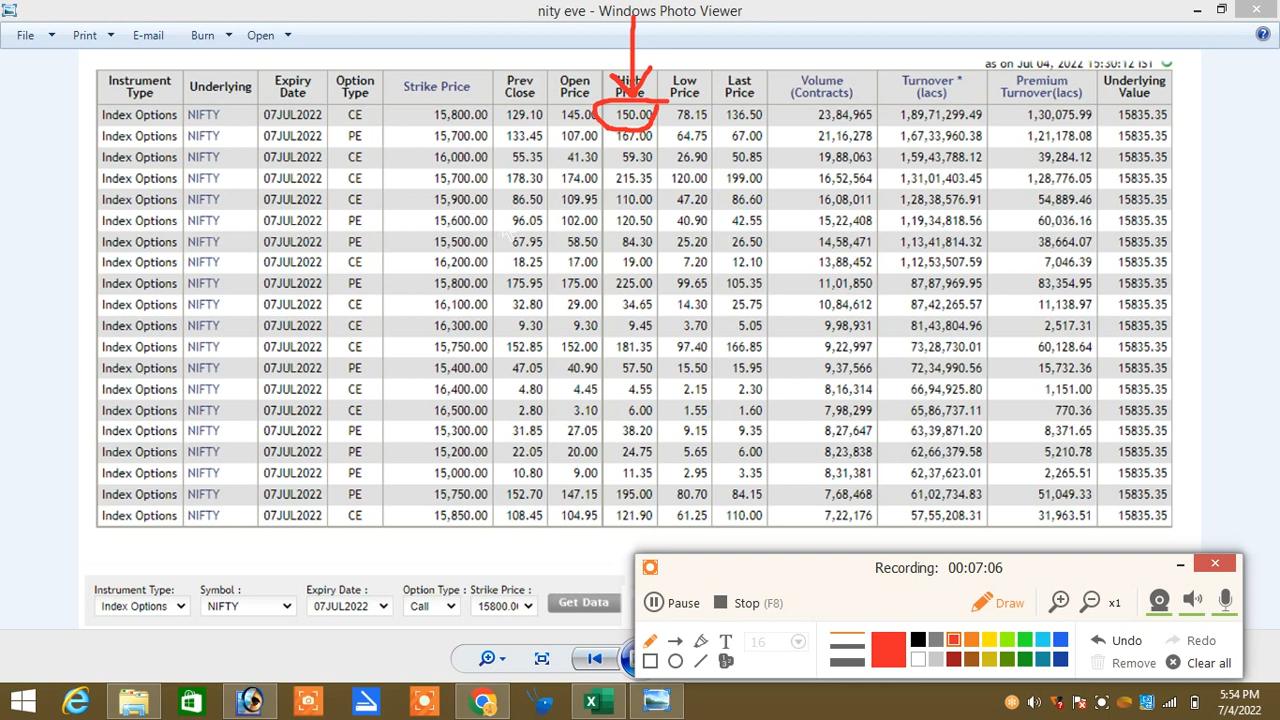 nity eve - Windows Photo Viewer
File Print E-mail Burn Open
as on Jul 04, 2022 15:30:12 IST
Instrument Type Underlying Expiry Date Option Type Strike Price Prev Close Open Price High Price Low Price Last Price Volume (Contracts) Turnover * (lacs) Premium Turnover(lacs) Underlying Value
Index Options NIFTY 07JUL2022 CE 15,800.00 129.10 145.00 150.00 78.15 136.50 23,84,965 1,89,71,299.49 1,30,075.99 15835.35
Index Options NIFTY 07JUL2022 PE 15,700.00 133.45 107.00 167.00 64.75 67.00 21,16,278 1,67,33,960.38 1,21,178.08 15835.35
Index Options NIFTY 07JUL2022 CE 16,000.00 55.35 41.30 59.30 26.90 50.85 19,88,063 1,59,43,788.12 39,284.12 15835.35
Index Options NIFTY 07JUL2022 CE 15,700.00 178.30 174.00 215.35 120.00 199.00 16,52,564 1,31,01,403.45 1,28,776.05 15835.35
Index Options NIFTY 07JUL2022 CE 15,900.00 86.50 109.95 110.00 47.20 86.60 16,08,011 1,28,38,576.91 54,889.46 15835.35
Index Options NIFTY 07JUL2022 PE 15,600.00 96.05 102.00 120.50 40.90 42.55 15,22,408 1,19,34,818.56 60,036.16 15835.35
Index Options NIFTY 07JUL2022 PE 15,500.00 67.95 58.50 84.30 25.20 26.50 14,58,471 1,13,41,814.32 38,664.07 15835.35
Index Options NIFTY 07JUL2022 CE 16,200.00 18.25 17.00 19.00 7.20 12.10 13,88,452 1,12,53,507.59 7,046.39 15835.35
Index Options NIFTY 07JUL2022 PE 15,800.00 175.95 175.00 225.00 99.65 105.35 11,01,850 87,87,969.95 83,354.95 15835.35
Index Options NIFTY 07JUL2022 CE 16,100.00 32.80 29.00 34.65 14.30 25.75 10,84,612 87,42,265.57 11,138.97 15835.35
Index Options NIFTY 07JUL2022 CE 16,300.00 9.30 9.30 9.45 3.70 5.05 9,98,931 81,43,804.96 2,517.31 15835.35
Index Options NIFTY 07JUL2022 CE 15,750.00 152.85 152.00 181.35 97.40 166.85 9,22,997 73,28,730.01 60,128.64 15835.35
Index Options NIFTY 07JUL2022 PE 15,400.00 47.05 40.90 57.50 15.50 15.95 9,37,566 72,34,990.56 15,732.36 15835.35
Index Options NIFTY 07JUL2022 CE 16,400.00 4.80 4.45 4.55 2.15 2.30 8,16,314 66,94,925.80 1,151.00 15835.35
Index Options NIFTY 07JUL2022 CE 16,500.00 2.80 3.10 6.00 1.55 1.60 7,98,299 65,86,737.11 770.36 15835.35
Index Options NIFTY 07JUL2022 PE 15,300.00 31.85 27.05 38.20 9.15 9.35 8,27,647 63,39,871.20 8,371.65 15835.35
Index Options NIFTY 07JUL2022 PE 15,200.00 22.05 20.00 24.75 5.65 6.00 8,23,838 62,66,379.58 5,210.78 15835.35
Index Options NIFTY 07JUL2022 PE 15,000.00 10.80 9.00 11.35 2.95 3.35 8,31,381 62,37,623.01 2,265.51 15835.35
Index Options NIFTY 07JUL2022 PE 15,750.00 152.70 147.15 195.00 80.70 84.15 7,68,468 61,02,734.83 51,049.33 15835.35
Index Options NIFTY 07JUL2022 CE 15,850.00 108.45 104.95 121.90 61.25 110.00 7,22,176 57,55,208.31 31,963.51 15835.35
Instrument Type: Symbol : Expiry Date : Option Type : Strike Price :
Index Options NIFTY 07JUL2022 Call 15800.00 Get Data
Recording: 00:07:06
Pause Stop (F8) Draw x1
T 16 Undo Redo
Remove Clear all
5:54 PM
7/4/2022